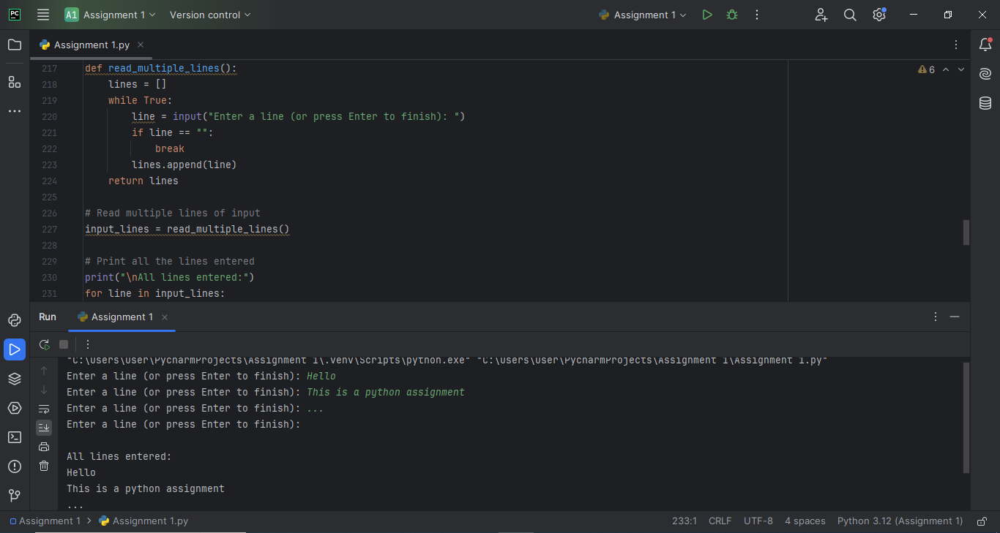 PC A1 Assignment 1 Version control Assignment 1
Assignment 1.py
217 def read_multiple_lines():
6
218 lines = []
219 while True:
220 line = input("Enter a line (or press Enter to finish): ")
221 if line == "":
222 break
223 lines.append(line)
224 return lines
225
226 # Read multiple lines of input
227 input_lines = read_multiple_lines()
228
229 # Print all the lines entered
230 print("\nAll lines entered:")
231 for line in input_lines:
Run Assignment 1
"C:\Users\User\PycharmProjects\Assignment 1\.venv\Scripts\python.exe" "C:\Users\User\PycharmProjects\Assignment 1\Assignment 1.py"
Enter a line (or press Enter to finish): Hello
Enter a line (or press Enter to finish): This is a python assignment
Enter a line (or press Enter to finish): ...
Enter a line (or press Enter to finish):
All lines entered:
Hello
This is a python assignment
...
Assignment 1 > Assignment 1.py 233:1 CRLF UTF-8 4 spaces Python 3.12 (Assignment 1)